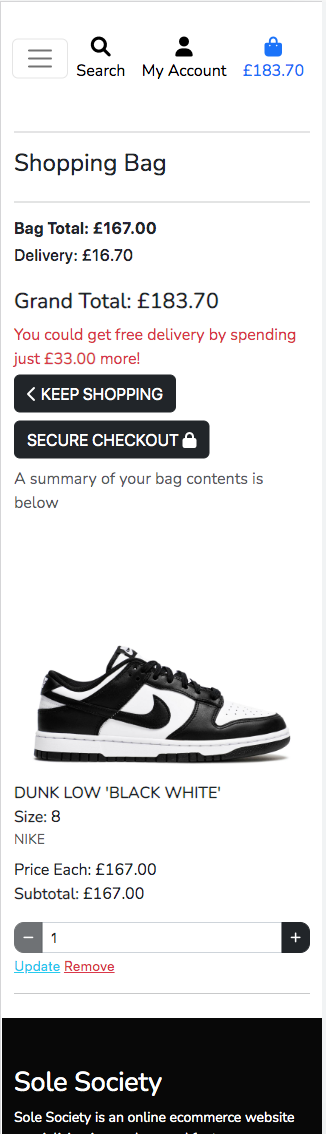 Search My Account £183.70
Shopping Bag
Bag Total: £167.00
Delivery: £16.70
Grand Total: £183.70
You could get free delivery by spending
just £33.00 more!
KEEP SHOPPING
SECURE CHECKOUT
A summary of your bag contents is
below
DUNK LOW 'BLACK WHITE'
Size: 8
NIKE
Price Each: £167.00
Subtotal: £167.00
− 1 +
Update Remove
Sole Society
Sole Society is an online ecommerce website